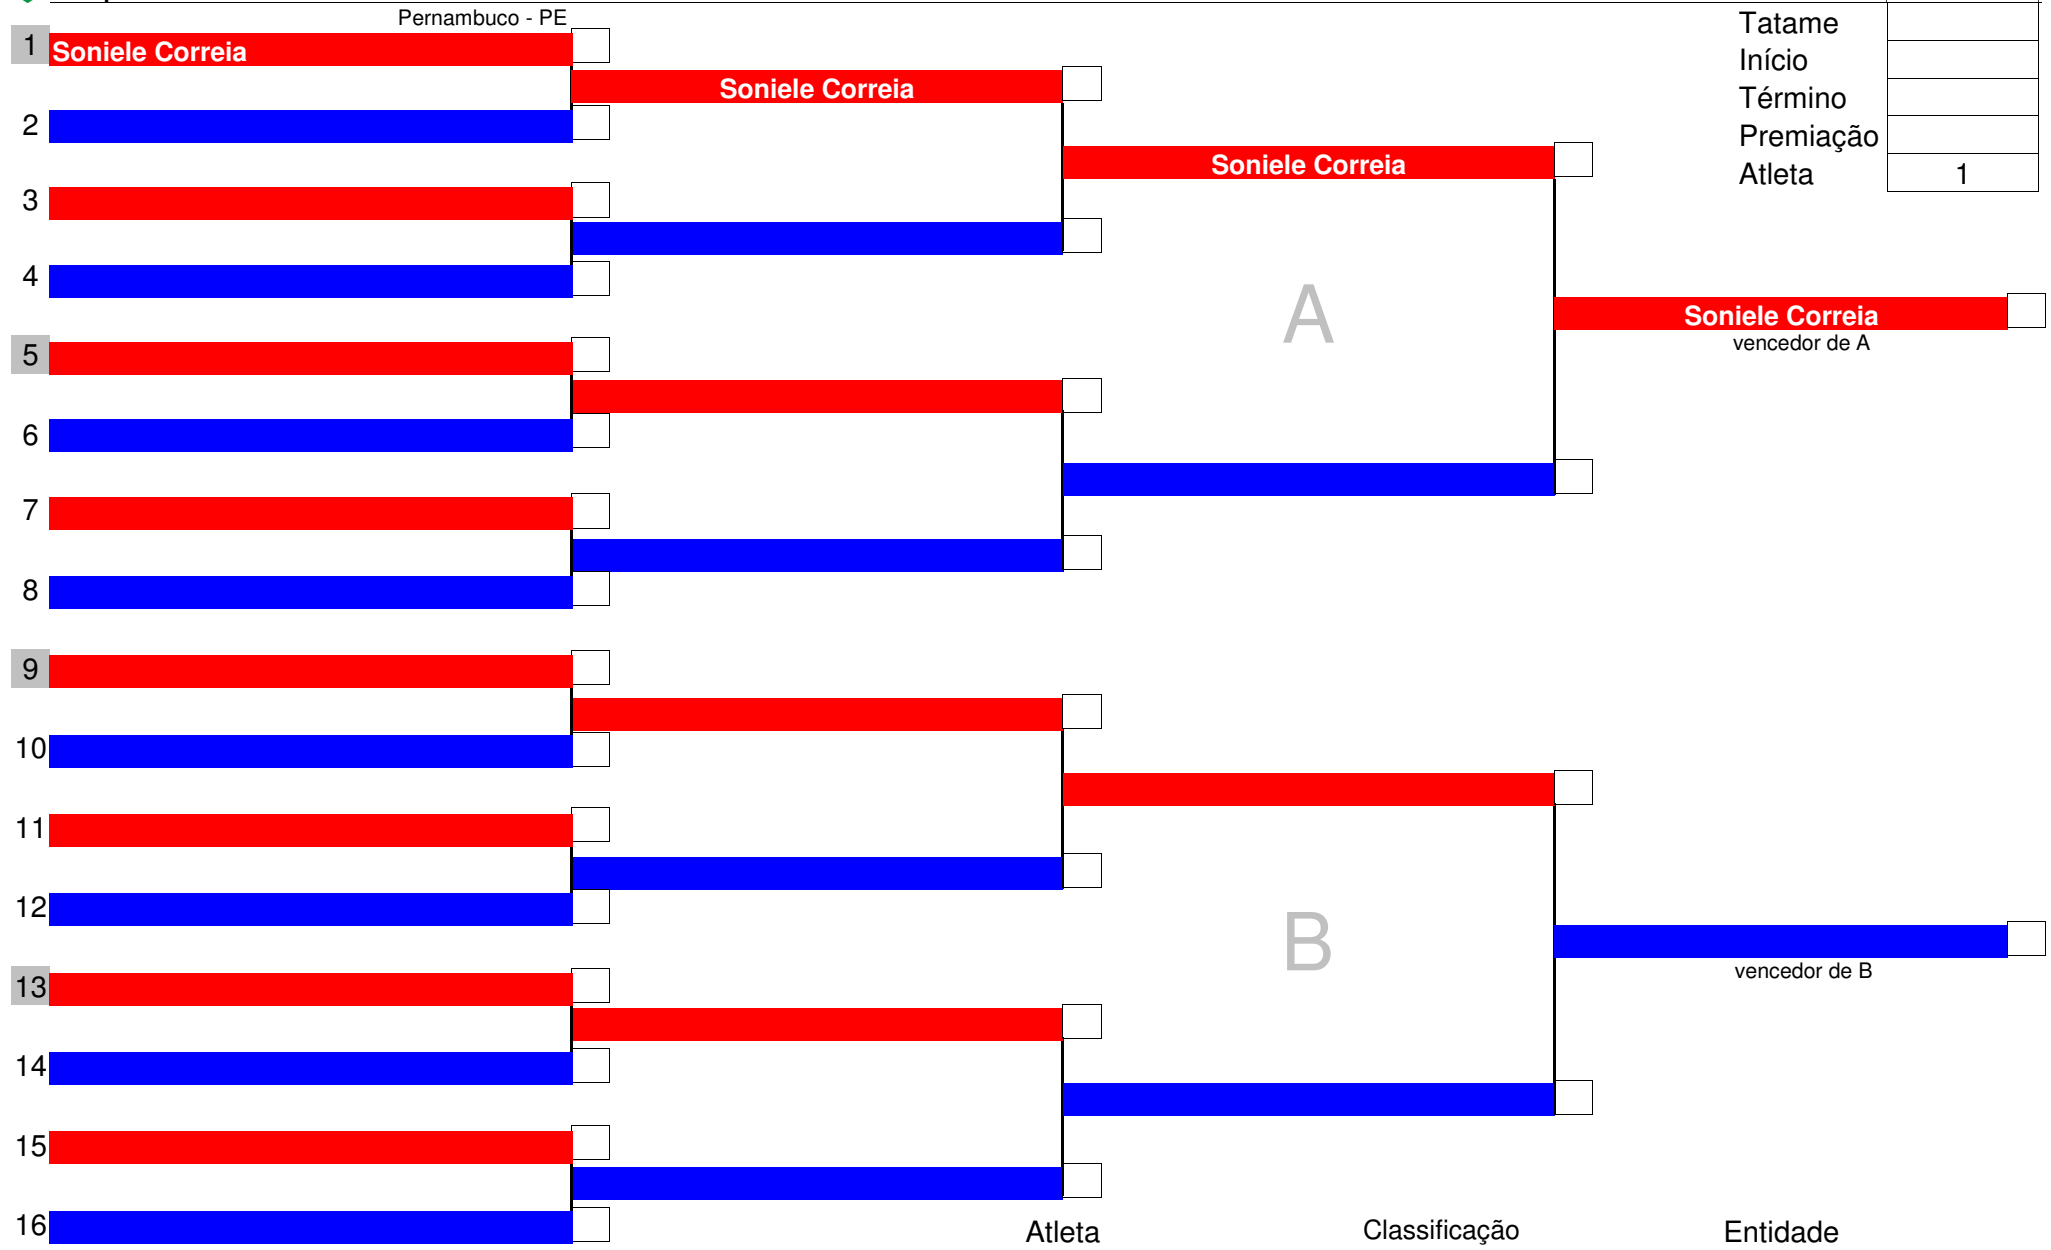 Pernambuco - PE
Tatame
1 Soniele Correia
Início
Soniele Correia
Término
2
Premiação
Soniele Correia
Atleta 1
3
4
A
Soniele Correia
vencedor de A
5
6
7
8
9
10
11
12
B
vencedor de B
13
14
15
16
Atleta Classificação Entidade